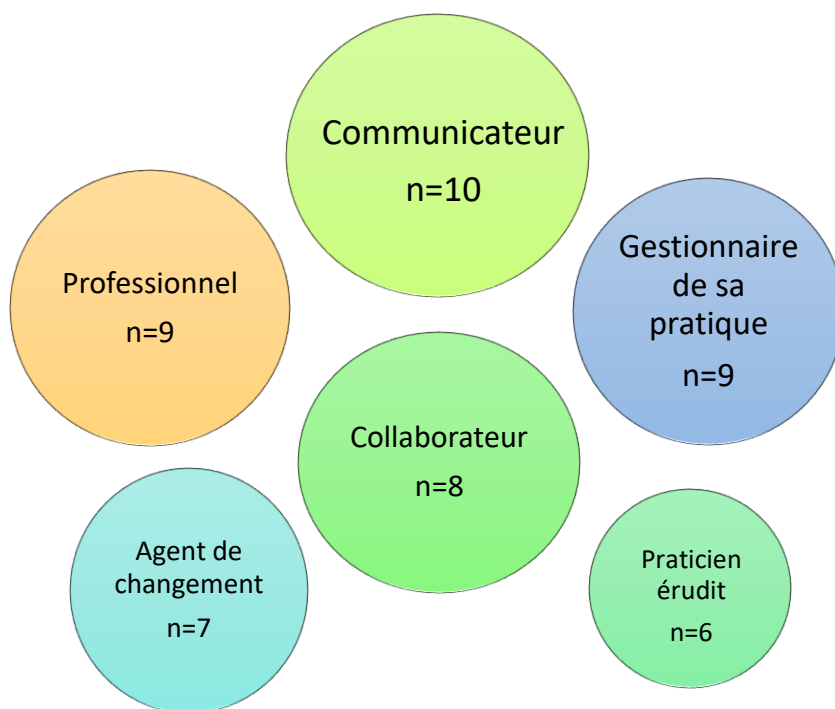 Communicateur
n=10
Professionnel
n=9
Gestionnaire
de sa
pratique
n=9
Collaborateur
n=8
Agent de
changement
n=7
Praticien
érudit
n=6